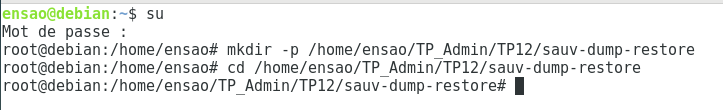 ensao@debian:~$ su
Mot de passe :
root@debian:/home/ensao# mkdir -p /home/ensao/TP_Admin/TP12/sauv-dump-restore
root@debian:/home/ensao# cd /home/ensao/TP_Admin/TP12/sauv-dump-restore
root@debian:/home/ensao/TP_Admin/TP12/sauv-dump-restore#